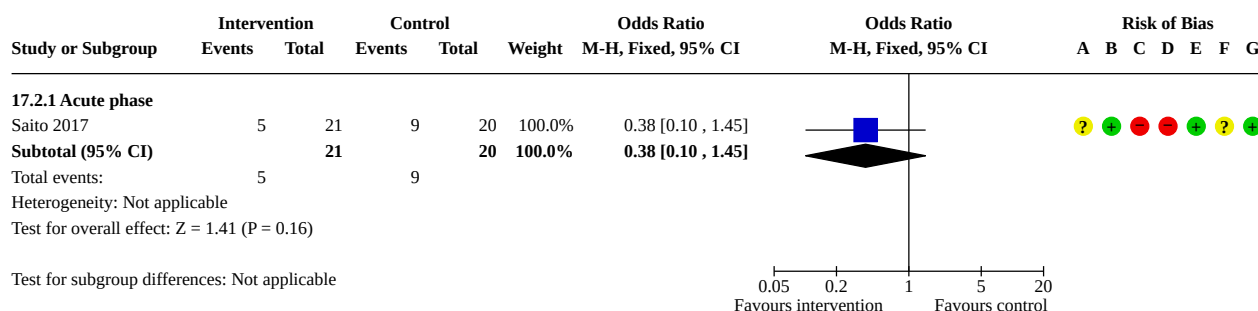 Intervention Control Odds Ratio Odds Ratio Risk of Bias
Study or Subgroup Events Total Events Total Weight M-H, Fixed, 95% CI M-H, Fixed, 95% CI A B C D E F G
17.2.1 Acute phase
Saito 2017 5 21 9 20 100.0% 0.38 [0.10 , 1.45] ? + − − + ? +
Subtotal (95% CI) 21 20 100.0% 0.38 [0.10 , 1.45]
Total events: 5 9
Heterogeneity: Not applicable
Test for overall effect: Z = 1.41 (P = 0.16)
Test for subgroup differences: Not applicable
0.05 0.2 1 5 20
Favours intervention Favours control